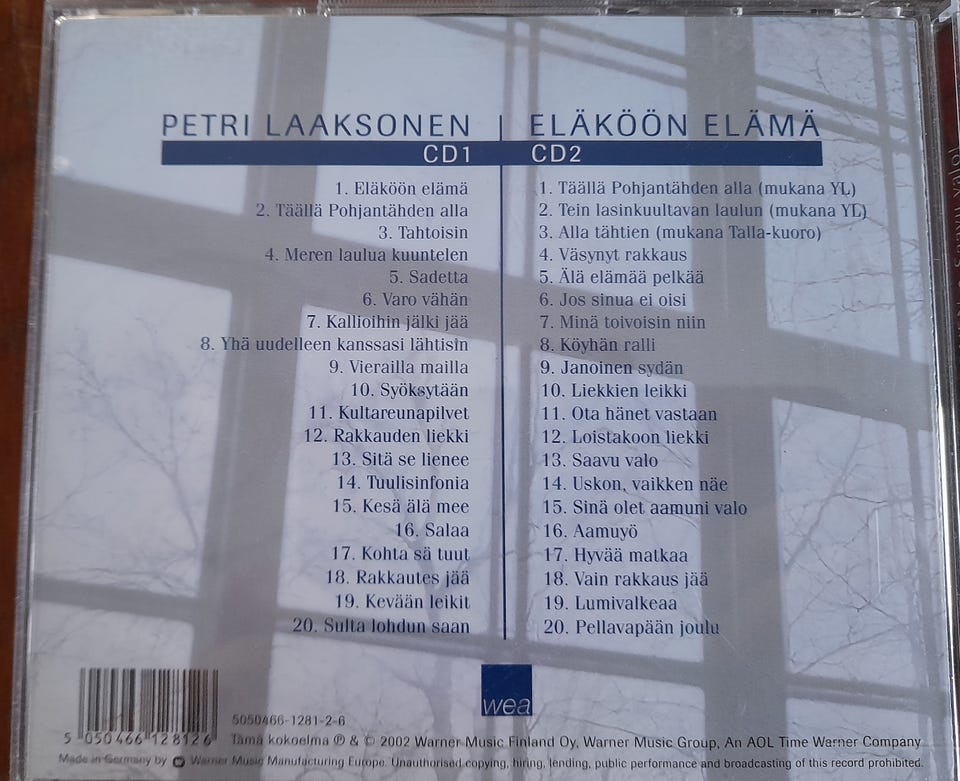 PETRI LAAKSONEN | ELÄKÖÖN ELÄMÄ
CD1
1. Eläköön elämä
2. Täällä Pohjantähden alla
3. Tahtoisin
4. Meren laulua kuuntelen
5. Sadetta
6. Varo vähän
7. Kallioihin jälki jää
8. Yhä uudelleen kanssasi lähtisin
9. Vierailla mailla
10. Syöksytään
11. Kultareunapilvet
12. Rakkauden liekki
13. Sitä se lienee
14. Tuulisinfonia
15. Kesä älä mee
16. Salaa
17. Kohta sä tuut
18. Rakkautes jää
19. Kevään leikit
20. Sulta lohdun saan
CD2
1. Täällä Pohjantähden alla (mukana YL)
2. Tein lasinkuultavan laulun (mukana YL)
3. Alla tähtien (mukana Talla-kuoro)
4. Väsynyt rakkaus
5. Älä elämää pelkää
6. Jos sinua ei oisi
7. Minä toivoisin niin
8. Köyhän ralli
9. Janoinen sydän
10. Liekkien leikki
11. Ota hänet vastaan
12. Loistakoon liekki
13. Saavu valo
14. Uskon, vaikken näe
15. Sinä olet aamuni valo
16. Aamuyö
17. Hyvää matkaa
18. Vain rakkaus jää
19. Lumivalkeaa
20. Pellavapään joulu
wea
5050466-1281-2-6
5 050466 128126
Tämä kokoelma ℗ & © 2002 Warner Music Finland Oy, Warner Music Group, An AOL Time Warner Company
Made in Germany by Warner Music Manufacturing Europe. Unauthorised copying, hiring, lending, public performance and broadcasting of this record prohibited.